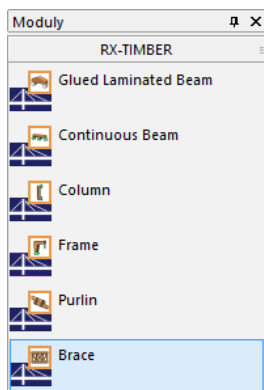 Moduly
RX-TIMBER
Glued Laminated Beam
Continuous Beam
Column
Frame
Purlin
Brace